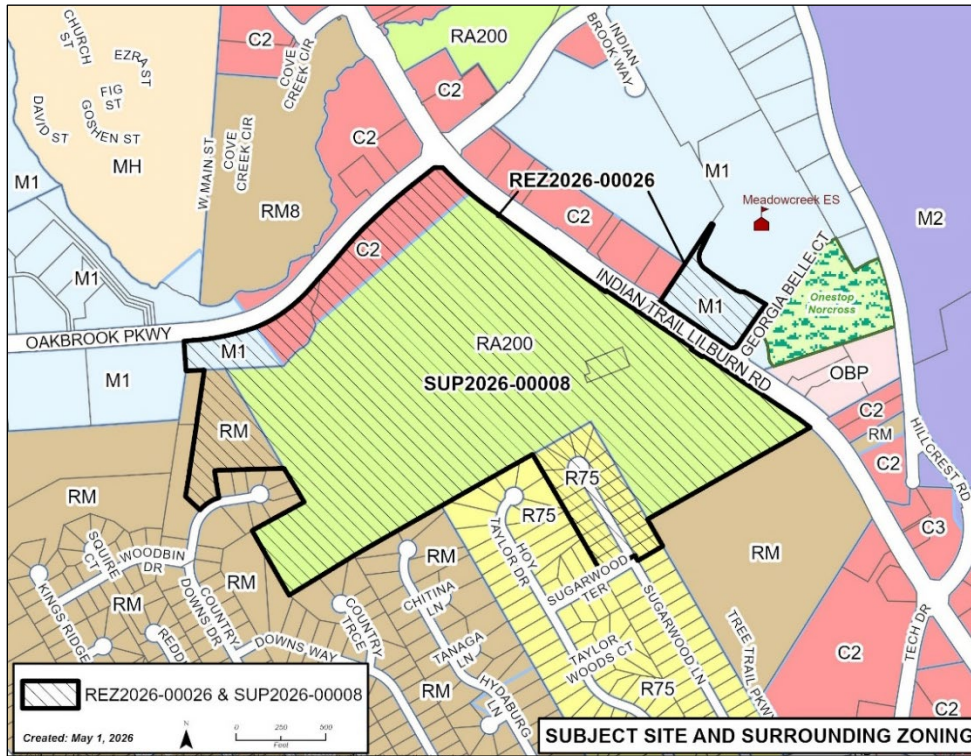 CHURCH
ST
EZRA
ST
FIG
ST
DAVID ST
GOSHEN ST
MH
M1
C2
COVE
CREEK CIR
W. MAIN ST
COVE
CREEK CIR
RM8
RA200
C2
C2
INDIAN
BROOK WAY
M1
REZ2026-00026
Meadowcreek ES
M2
C2
C2
M1
GEORGIA BELLE CT
Onestop
Norcross
M1
OAKBROOK PKWY
M1
M1
RA200
SUP2026-00008
INDIAN TRAIL LILBURN RD
OBP
C2
RM
C2
HILLCREST RD
C3
RM
RM
R75
R75
HOY
TAYLOR DR
SUGARWOOD
TER
SUGARWOOD LN
RM
TREE TRAIL PKWY
TECH DR
C2
C2
SQUIRE
CT
WOODBIN
DR
RM
KINGS RIDGE
REDD
COUNTRY
DOWNS DR
DOWNS WAY
RM
RM
COUNTRY
TRCE
CHITINA
LN
RM
TANAGA
LN
HYDABURG
LN
RM
TAYLOR
WOODS CT
R75
REZ2026-00026 & SUP2026-00008
Created: May 1, 2026
N
0 250 500
Feet
SUBJECT SITE AND SURROUNDING ZONING